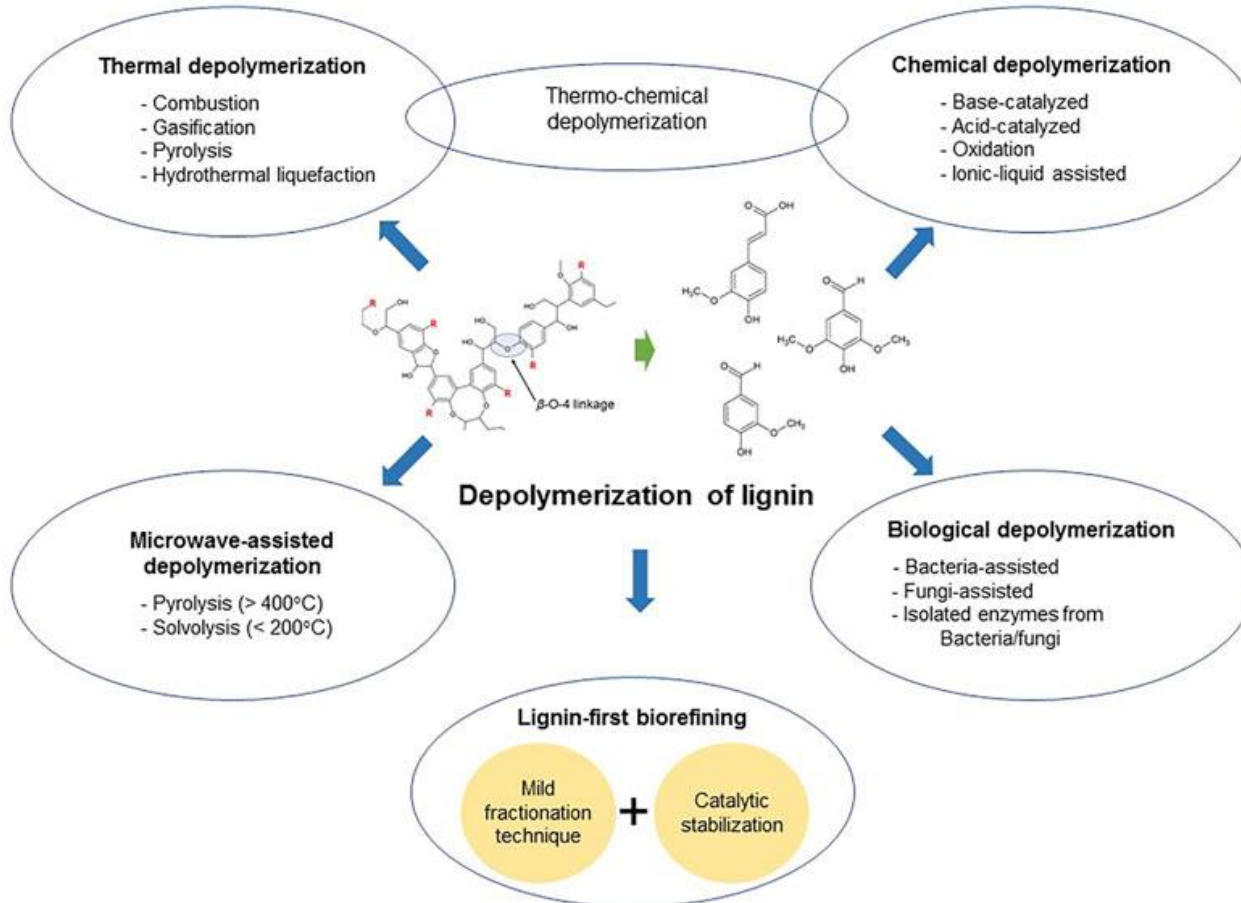 Thermal depolymerization
- Combustion
- Gasification
- Pyrolysis
- Hydrothermal liquefaction
Thermo-chemical
depolymerization
Chemical depolymerization
- Base-catalyzed
- Acid-catalyzed
- Oxidation
- Ionic-liquid assisted
R
OH
O
R
O
HO
R
HO
HO
O
R
O
R
HO
OH
R
O
O
β-O-4 linkage
O
OH
H₃C
O
OH
O
H
H₃C
O
O
CH₃
OH
O
H
O
CH₃
OH
Depolymerization of lignin
Microwave-assisted
depolymerization
- Pyrolysis (> 400°C)
- Solvolysis (< 200°C)
Biological depolymerization
- Bacteria-assisted
- Fungi-assisted
- Isolated enzymes from
Bacteria/fungi
Lignin-first biorefining
Mild
fractionation
technique
+
Catalytic
stabilization